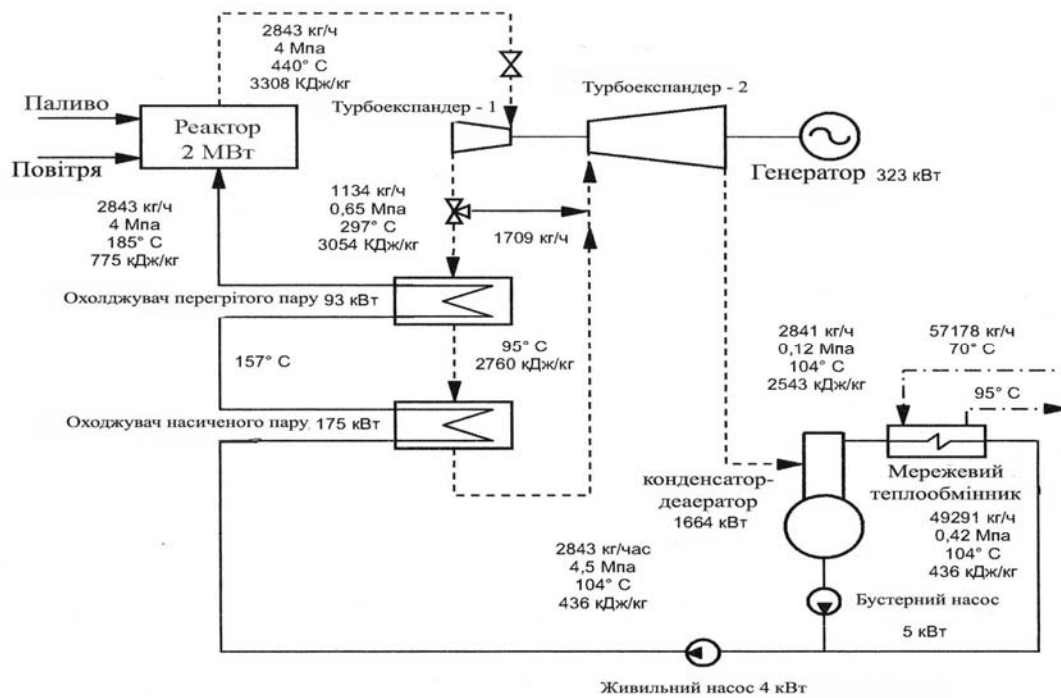 2843 кг/ч
4 Мпа
440° С
3308 КДж/кг
Паливо
Повітря
Реактор
2 МВт
Турбоекспандер - 1
Турбоекспандер - 2
Генератор 323 кВт
2843 кг/ч
4 Мпа
185° С
775 кДж/кг
1134 кг/ч
0,65 Мпа
297° С
3054 КДж/кг
1709 кг/ч
Охолджувач перегрітого пару 93 кВт
157° С
95° С
2760 кДж/кг
2841 кг/ч
0,12 Мпа
104° С
2543 кДж/кг
57178 кг/ч
70° С
95° С
Оходжувач насиченого пару 175 кВт
конденсатор-
деаератор
1664 кВт
Мережевий
теплообмінник
49291 кг/ч
0,42 Мпа
104° С
436 кДж/кг
2843 кг/час
4,5 Мпа
104° С
436 кДж/кг
Бустерний насос
5 кВт
Живильний насос 4 кВт